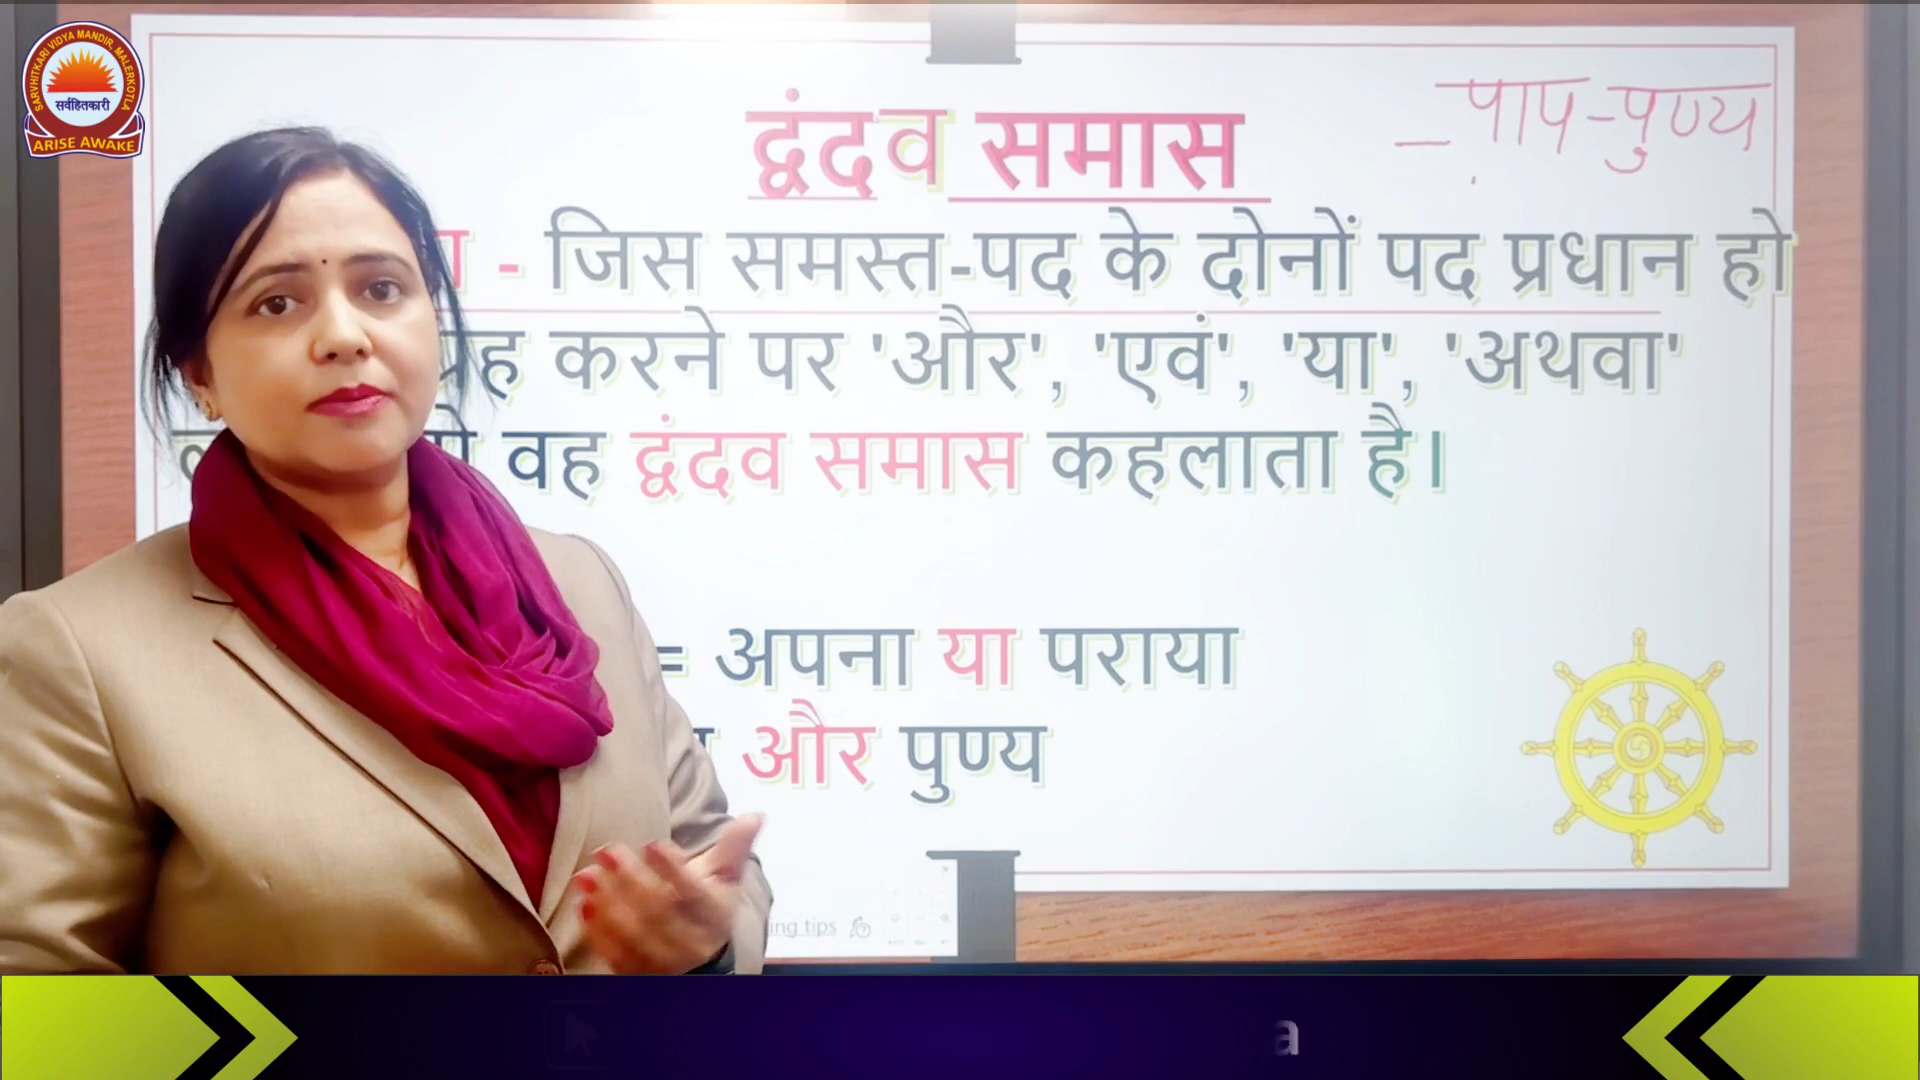 SARVHITKARI VIDYA MANDIR, MALERKOTLA
सर्वहितकारी
ARISE AWAKE
पाप-पुण्य
द्वंदव समास
- जिस समस्त-पद के दोनों पद प्रधान हो
करने पर 'और', 'एवं', 'या', 'अथवा'
वह द्वंदव समास कहलाता है।
= अपना या पराया
और पुण्य
tips
a